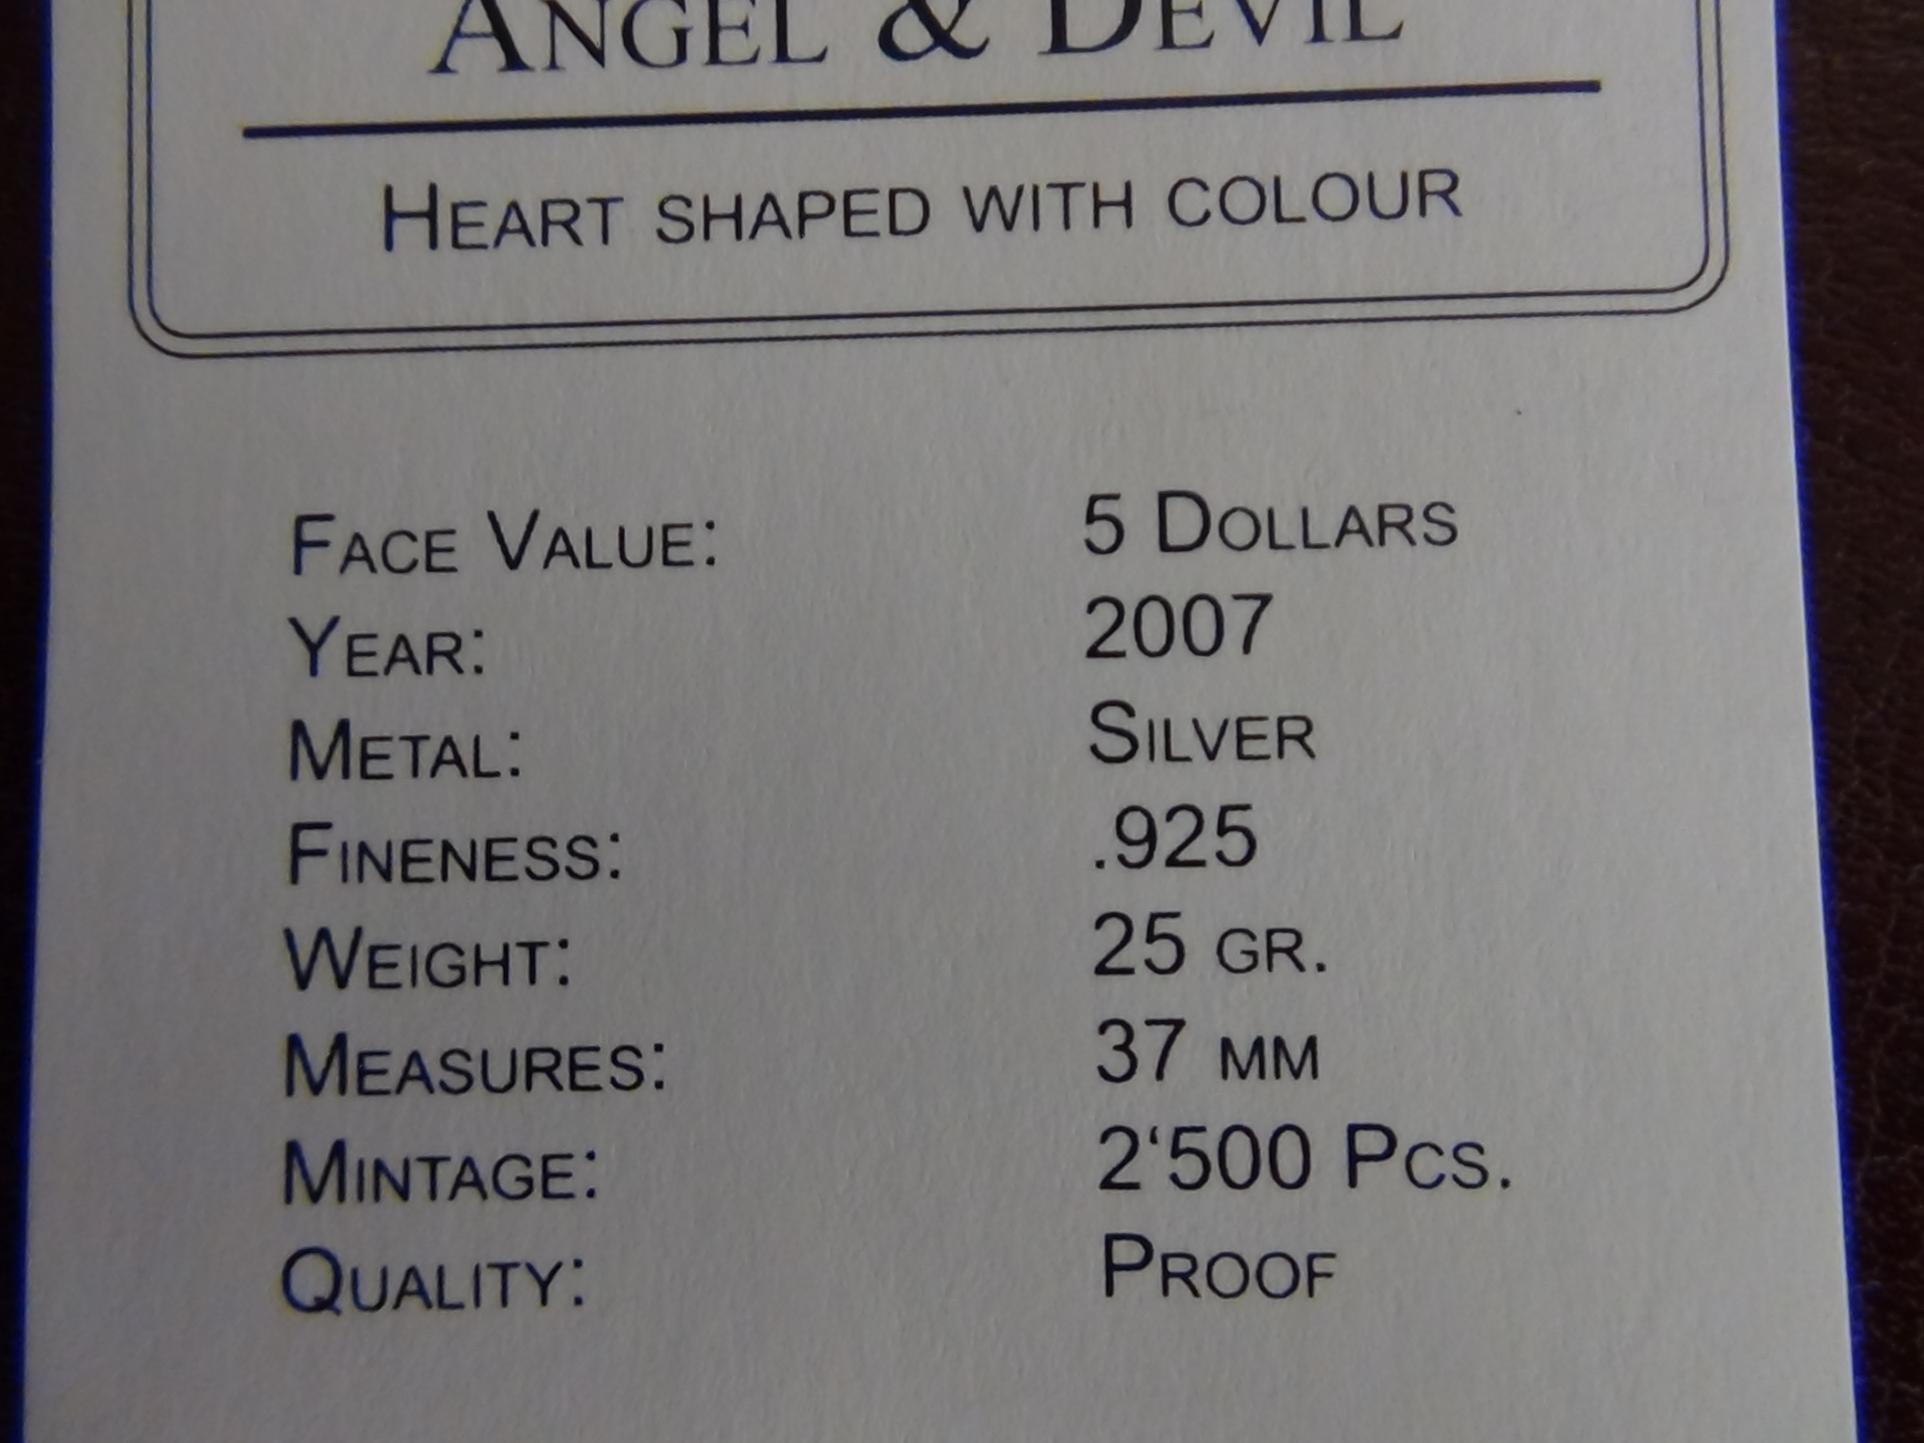 ANGEL & DEVIL
HEART SHAPED WITH COLOUR
FACE VALUE: 5 DOLLARS
YEAR: 2007
METAL: SILVER
FINENESS: .925
WEIGHT: 25 GR.
MEASURES: 37 MM
MINTAGE: 2‘500 PCS.
QUALITY: PROOF